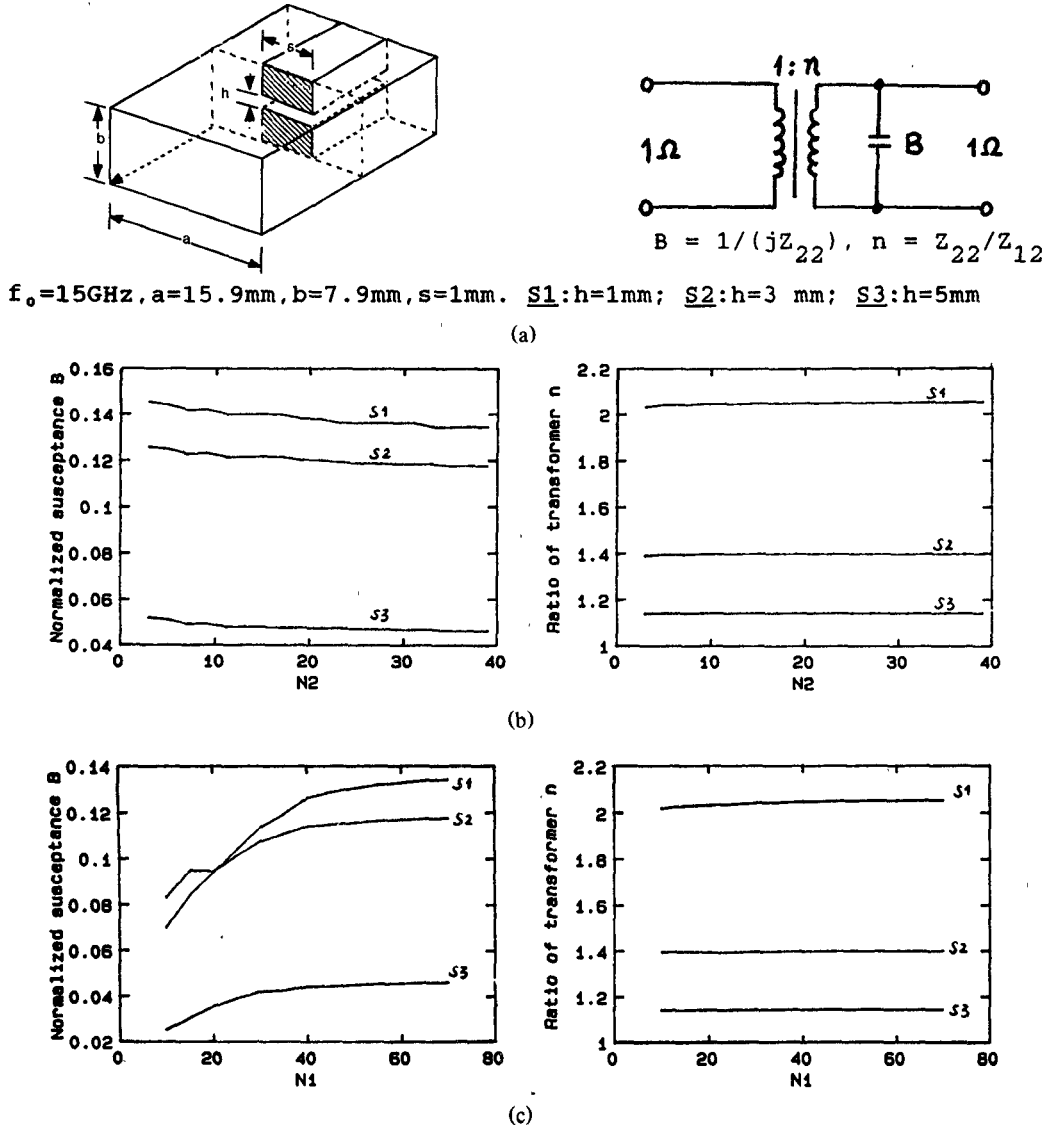 s
h
b
a
1:n
1Ω
B
1Ω
B = 1/(jZ22), n = Z22/Z12
fo=15GHz,a=15.9mm,b=7.9mm,s=1mm. S1:h=1mm; S2:h=3 mm; S3:h=5mm
(a)
Normalized susceptance B
0.16
0.14
0.12
0.1
0.08
0.06
0.04
S1
S2
S3
0
10
20
30
40
N2
Ratio of transformer n
2.2
2
1.8
1.6
1.4
1.2
1
S1
S2
S3
0
10
20
30
40
N2
(b)
Normalized susceptance B
0.14
0.12
0.1
0.08
0.06
0.04
0.02
S1
S2
S3
0
20
40
60
80
N1
Ratio of transformer n
2.2
2
1.8
1.6
1.4
1.2
1
S1
S2
S3
0
20
40
60
80
N1
(c)